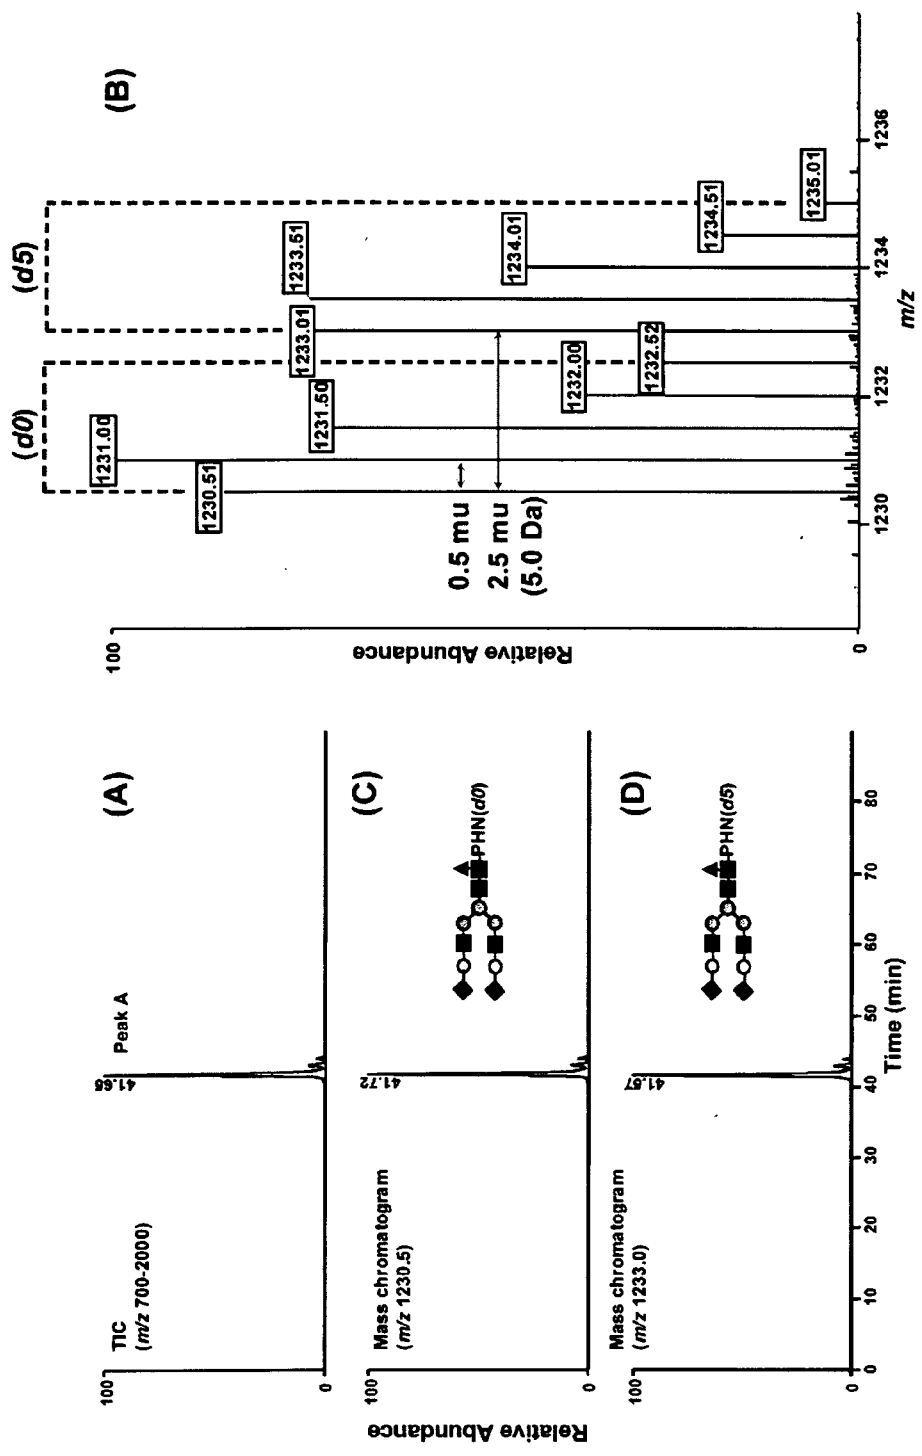 (A)
TIC
(m/z 700-2000)
Peak A
41.65
100
0
(C)
Mass chromatogram
(m/z 1230.5)
41.72
PHN(d0)
100
0
Relative Abundance
(D)
Mass chromatogram
(m/z 1233.0)
41.57
PHN(d5)
100
0
0 10 20 30 40 50 60 70 80
Time (min)
(B)
(d0)
(d5)
1230.51
1231.00
1231.50
1232.00
1232.52
1233.01
1233.51
1234.01
1234.51
1235.01
0.5 mu
2.5 mu
(5.0 Da)
100
0
Relative Abundance
1230 1232 1234 1236
m/z